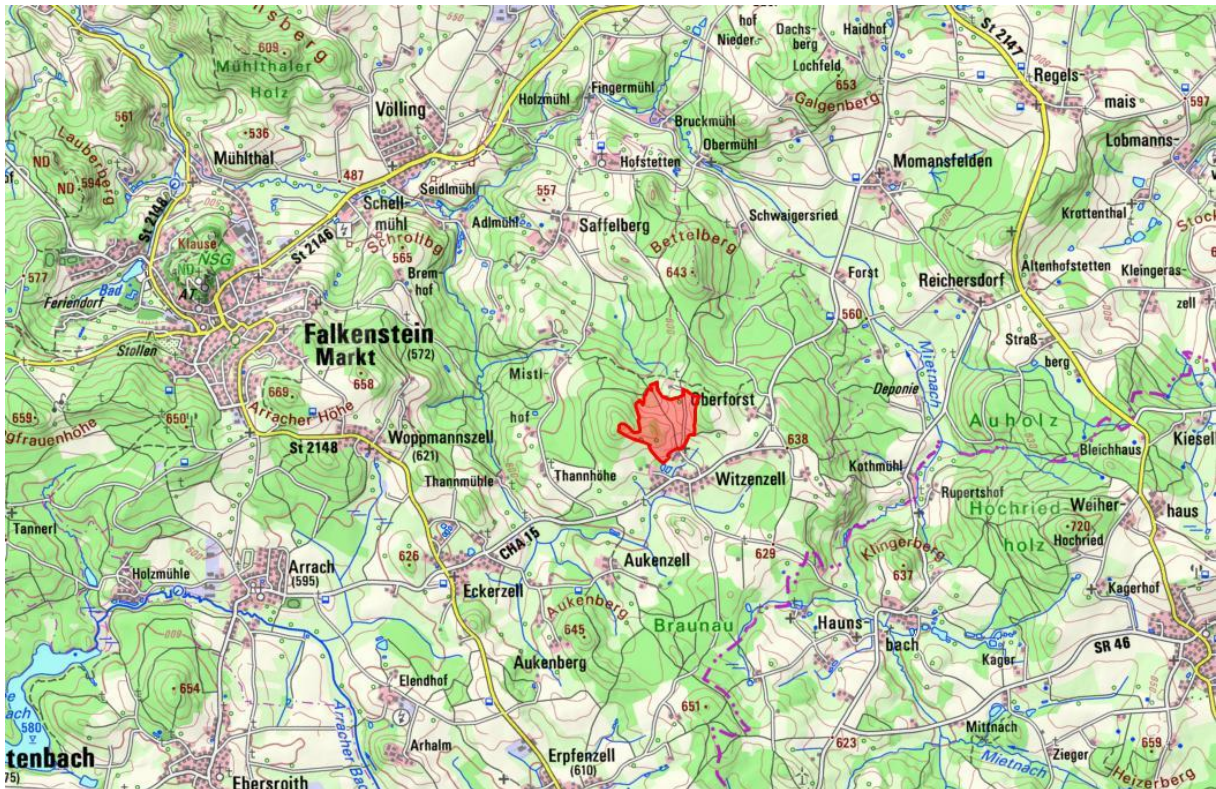 609
Mühlthaler
Holz
561
536
Lauberberg
ND
ND
594
Mühlthal
487
Völling
Holzmühl
Fingermühl
Bruckmühl
Obermühl
Hofstetten
hof
Nieder-
Dachs-
berg
Lochfeld
Haidhof
653
Galgenberg
St 2147
Regels-
mais
597
Lobmanns-
Momansfelden
Krottenthal
550
St 2148
Klause
NSG
ND
AT
577
Feriendorf
Bad
Stollen
St 2146
Schell-
mühl
Seidlmühl
Schrollbg
565
Adlmühl
557
Saffelberg
Brem-
hof
Bettelberg
643
Schwaigersried
Forst
560
Reichersdorf
Altenhofstetten
Kleingeras-
zell
Straß-
berg
Falkenstein
Markt
(572)
Mistl-
hof
658
669
659
650
Arracher Höhe
St 2148
Woppmannszell
(621)
Thannmühle
Thannhöhe
Oberforst
638
Witzenzell
Mietnach
Deponie
Auholz
Bleichhaus
Kothmühl
Rupertshof
Hochried-
holz
Weiher-
haus
720
Hochried
Tannerl
Holzmühle
Arrach
(595)
626
CHA 15
Eckerzell
Aukenzell
629
Klingerberg
637
Kagerhof
Aukenberg
645
Braunau
Hauns-
bach
Kager
SR 46
Aukenberg
654
Elendhof
Arracher Bach
Arhalm
580
tenbach
Ebersroith
Erpfenzell
(610)
651
623
Mittnach
Mietnach
Zieger
659
Heizerberg